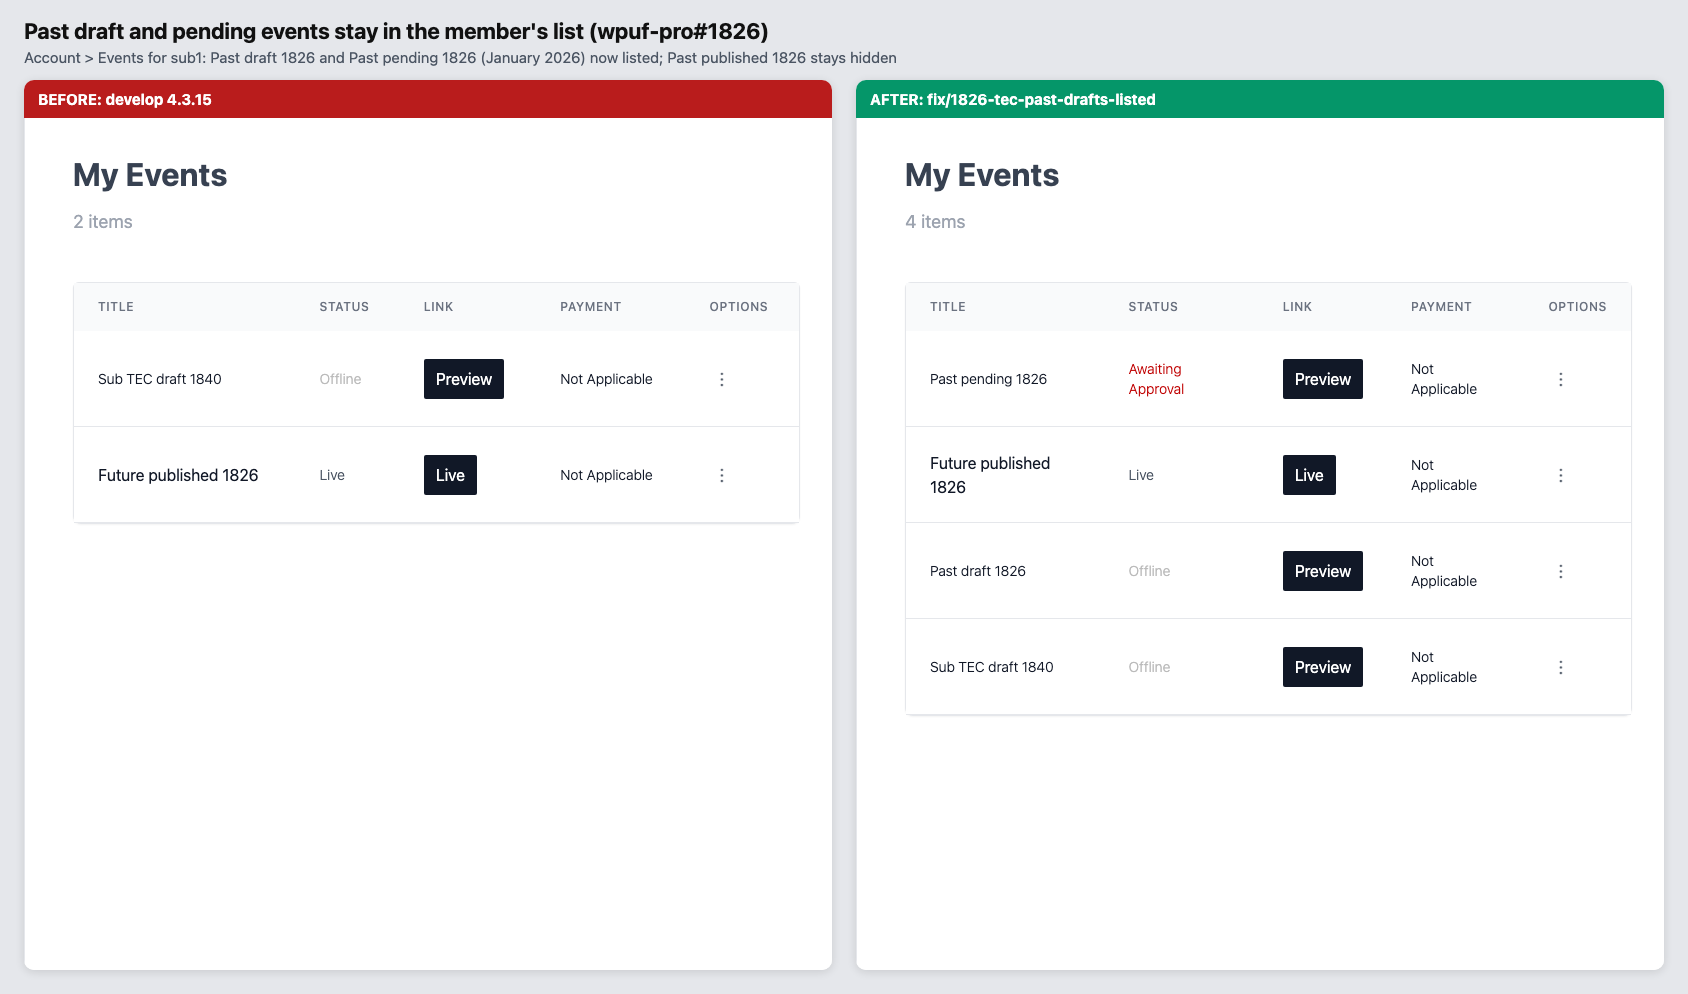 Past draft and pending events stay in the member's list (wpuf-pro#1826)
Account > Events for sub1: Past draft 1826 and Past pending 1826 (January 2026) now listed; Past published 1826 stays hidden
BEFORE: develop 4.3.15
My Events
2 items
TITLE STATUS LINK PAYMENT OPTIONS
Sub TEC draft 1840 Offline Preview Not Applicable
Future published 1826 Live Live Not Applicable
AFTER: fix/1826-tec-past-drafts-listed
My Events
4 items
TITLE STATUS LINK PAYMENT OPTIONS
Past pending 1826 Awaiting Approval Preview Not Applicable
Future published 1826 Live Live Not Applicable
Past draft 1826 Offline Preview Not Applicable
Sub TEC draft 1840 Offline Preview Not Applicable